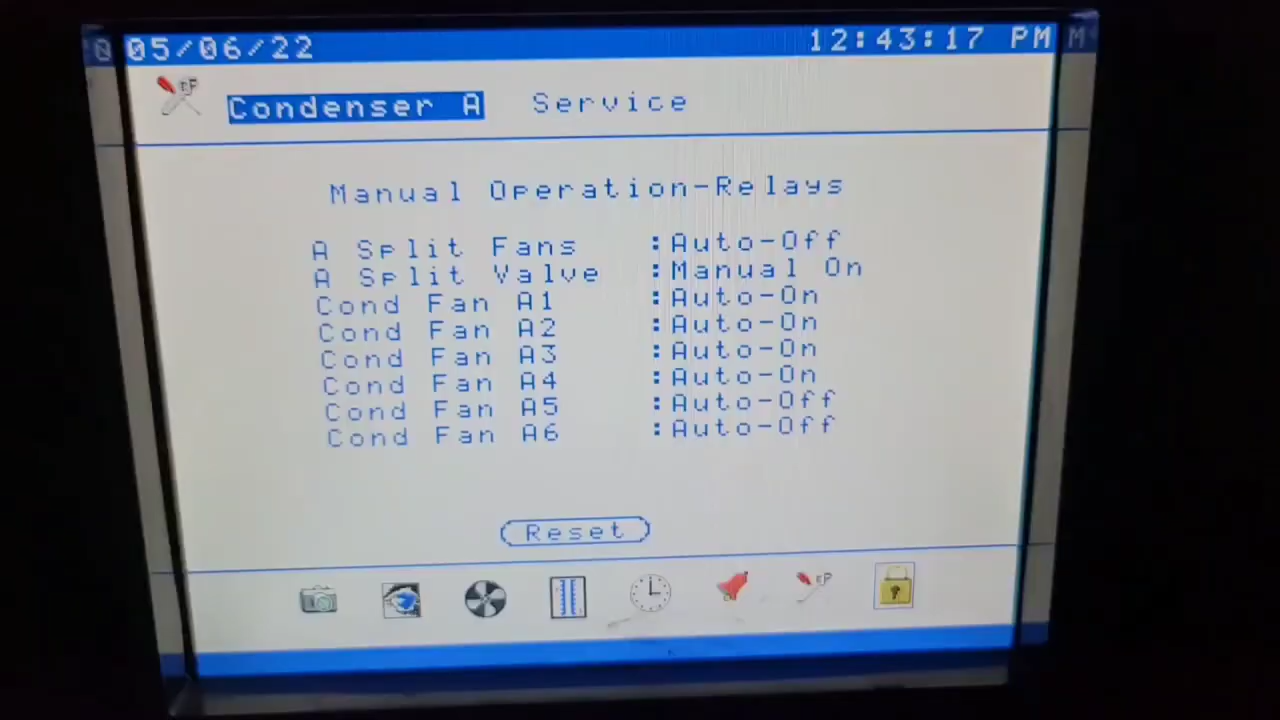 05/06/22 12:43:17 PM
Condenser A Service
Manual Operation-Relays
A Split Fans :Auto-Off
A Split Valve :Manual On
Cond Fan A1 :Auto-On
Cond Fan A2 :Auto-On
Cond Fan A3 :Auto-On
Cond Fan A4 :Auto-On
Cond Fan A5 :Auto-Off
Cond Fan A6 :Auto-Off
Reset